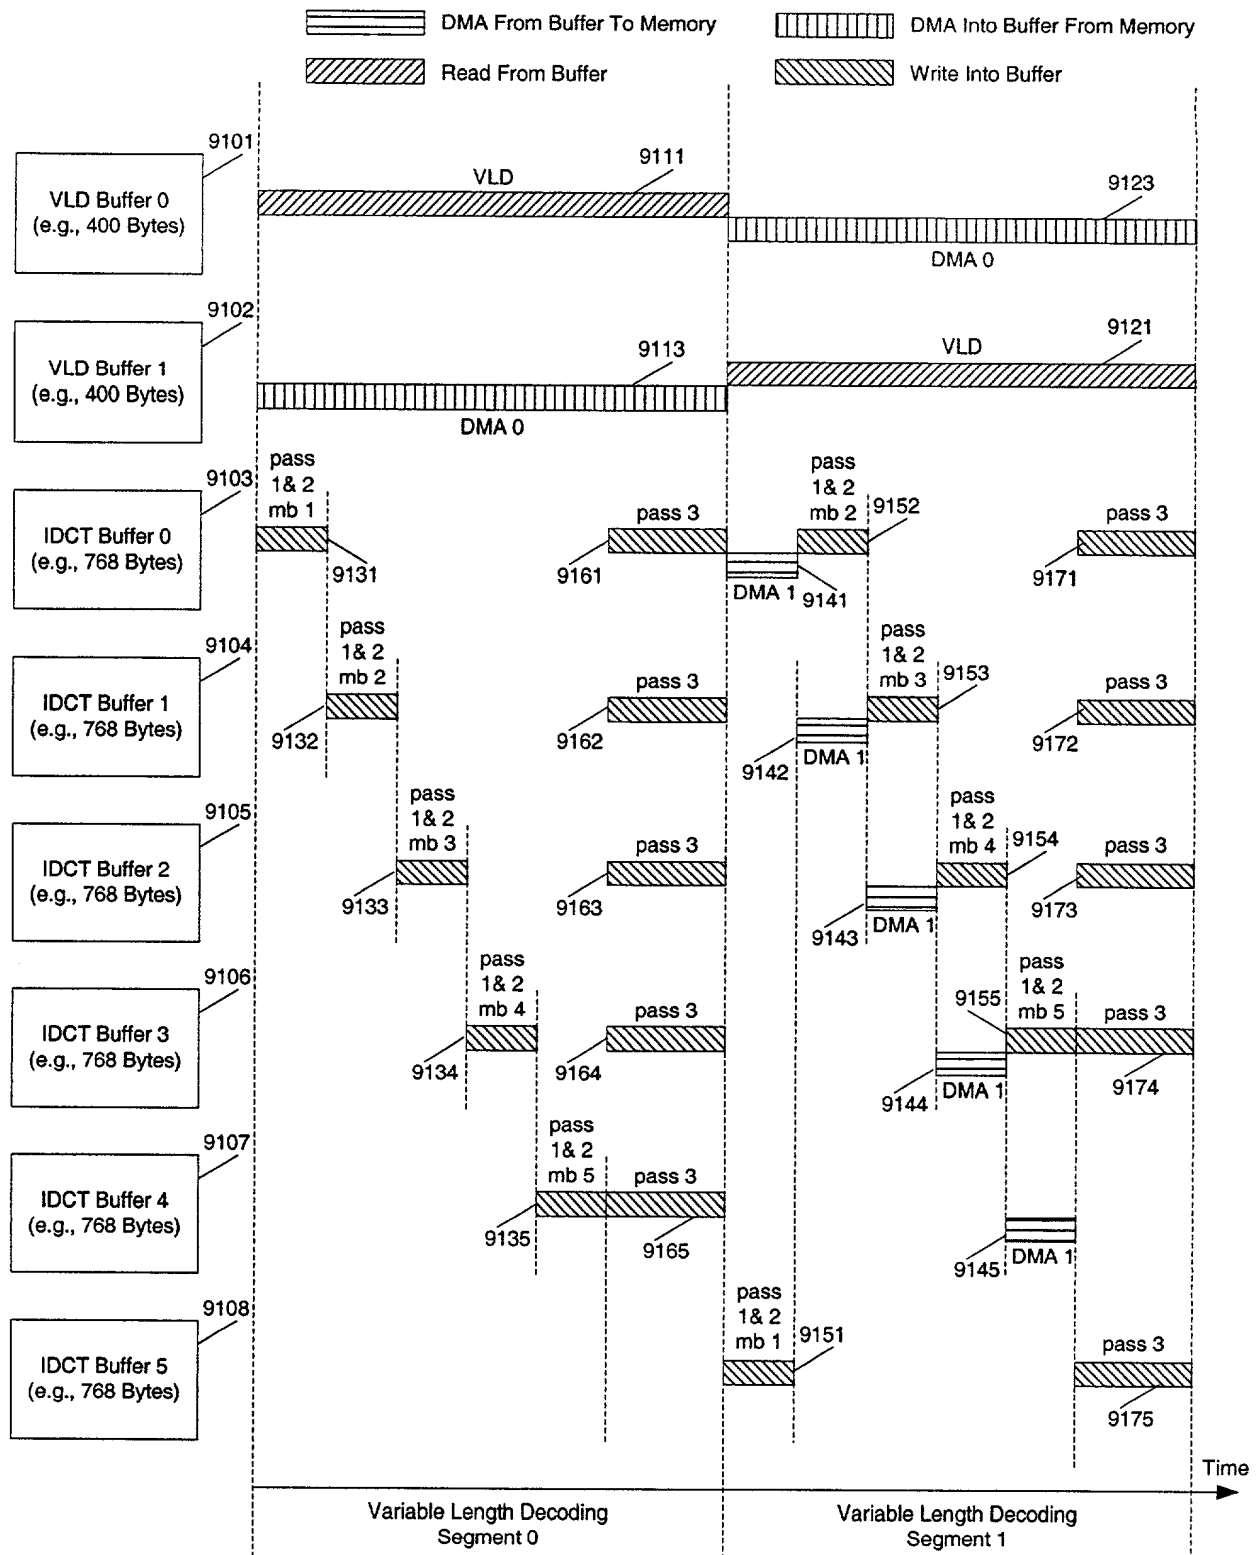 DMA From Buffer To Memory
DMA Into Buffer From Memory
Read From Buffer
Write Into Buffer
9101
VLD Buffer 0
(e.g., 400 Bytes)
VLD
9111
9123
DMA 0
9102
VLD Buffer 1
(e.g., 400 Bytes)
9113
DMA 0
VLD
9121
9103
IDCT Buffer 0
(e.g., 768 Bytes)
pass
1& 2
mb 1
9131
pass 3
9161
DMA 1
9141
pass
1& 2
mb 2
9152
pass 3
9171
9104
IDCT Buffer 1
(e.g., 768 Bytes)
pass
1& 2
mb 2
9132
pass 3
9162
9142
DMA 1
pass
1& 2
mb 3
9153
pass 3
9172
9105
IDCT Buffer 2
(e.g., 768 Bytes)
pass
1& 2
mb 3
9133
pass 3
9163
9143
DMA 1
pass
1& 2
mb 4
9154
pass 3
9173
9106
IDCT Buffer 3
(e.g., 768 Bytes)
pass
1& 2
mb 4
9134
pass 3
9164
9144
DMA 1
9155
pass
1& 2
mb 5
pass 3
9174
9107
IDCT Buffer 4
(e.g., 768 Bytes)
pass
1& 2
mb 5
9135
pass 3
9165
9145
DMA 1
9108
IDCT Buffer 5
(e.g., 768 Bytes)
pass
1& 2
mb 1
9151
pass 3
9175
Time
Variable Length Decoding
Segment 0
Variable Length Decoding
Segment 1